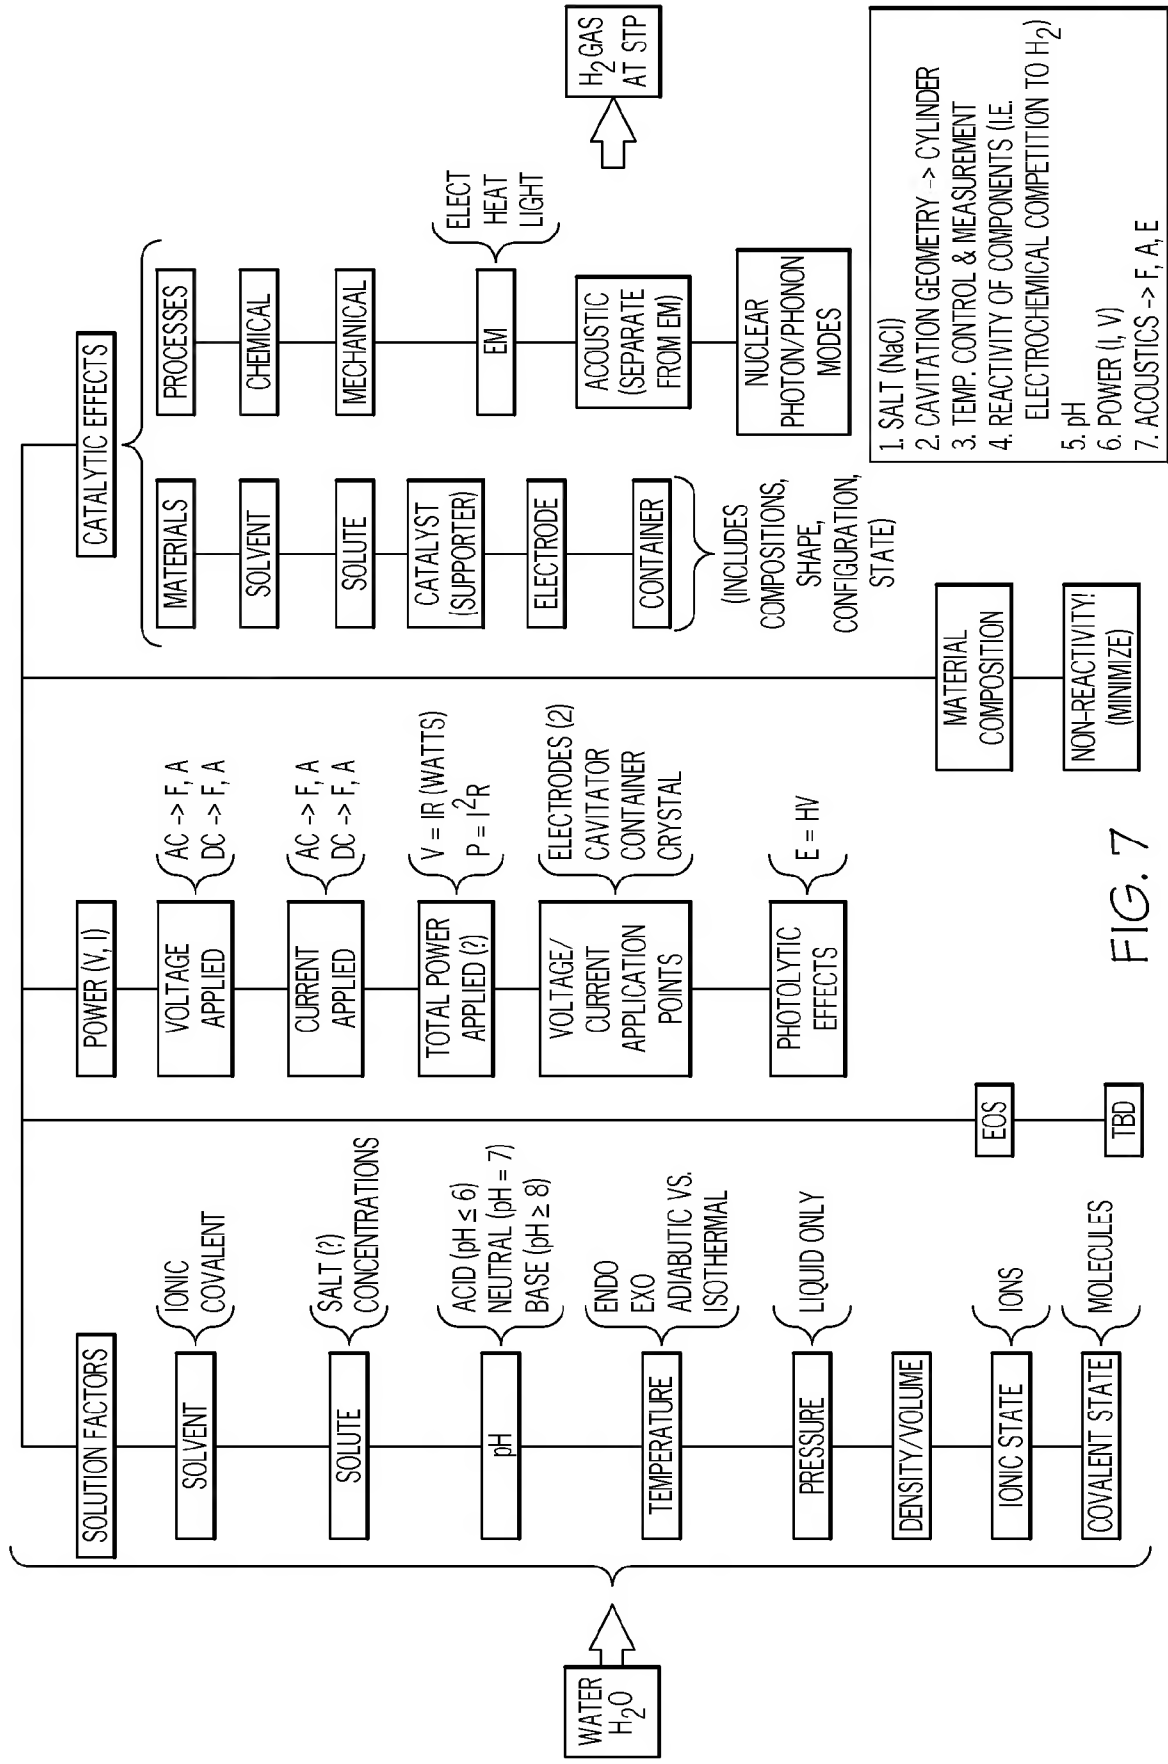 WATER
H₂O
SOLUTION FACTORS
SOLVENT
IONIC
COVALENT
SOLUTE
SALT (?)
CONCENTRATIONS
pH
ACID (pH ≤ 6)
NEUTRAL (pH = 7)
BASE (pH ≥ 8)
TEMPERATURE
ENDO
EXO
ADIABUTIC VS.
ISOTHERMAL
PRESSURE
LIQUID ONLY
DENSITY/VOLUME
IONIC STATE
IONS
COVALENT STATE
MOLECULES
EOS
TBD
POWER (V, I)
VOLTAGE
APPLIED
AC -> F, A
DC -> F, A
CURRENT
APPLIED
AC -> F, A
DC -> F, A
TOTAL POWER
APPLIED (?)
V = IR (WATTS)
P = I²R
VOLTAGE/
CURRENT
APPLICATION
POINTS
ELECTRODES (2)
CAVITATOR
CONTAINER
CRYSTAL
PHOTOLYTIC
EFFECTS
E = HV
MATERIAL
COMPOSITION
NON-REACTIVITY!
(MINIMIZE)
CATALYTIC EFFECTS
MATERIALS
SOLVENT
SOLUTE
CATALYST
(SUPPORTER)
ELECTRODE
CONTAINER
(INCLUDES
COMPOSITIONS,
SHAPE,
CONFIGURATION,
STATE)
PROCESSES
CHEMICAL
MECHANICAL
EM
ELECT
HEAT
LIGHT
ACOUSTIC
(SEPARATE
FROM EM)
NUCLEAR
PHOTON/PHONON
MODES
H₂GAS
AT STP
1. SALT (NaCl)
2. CAVITATION GEOMETRY -> CYLINDER
3. TEMP. CONTROL & MEASUREMENT
4. REACTIVITY OF COMPONENTS (I.E.
ELECTROCHEMICAL COMPETITION TO H₂)
5. pH
6. POWER (I, V)
7. ACOUSTICS -> F, A, E
FIG. 7